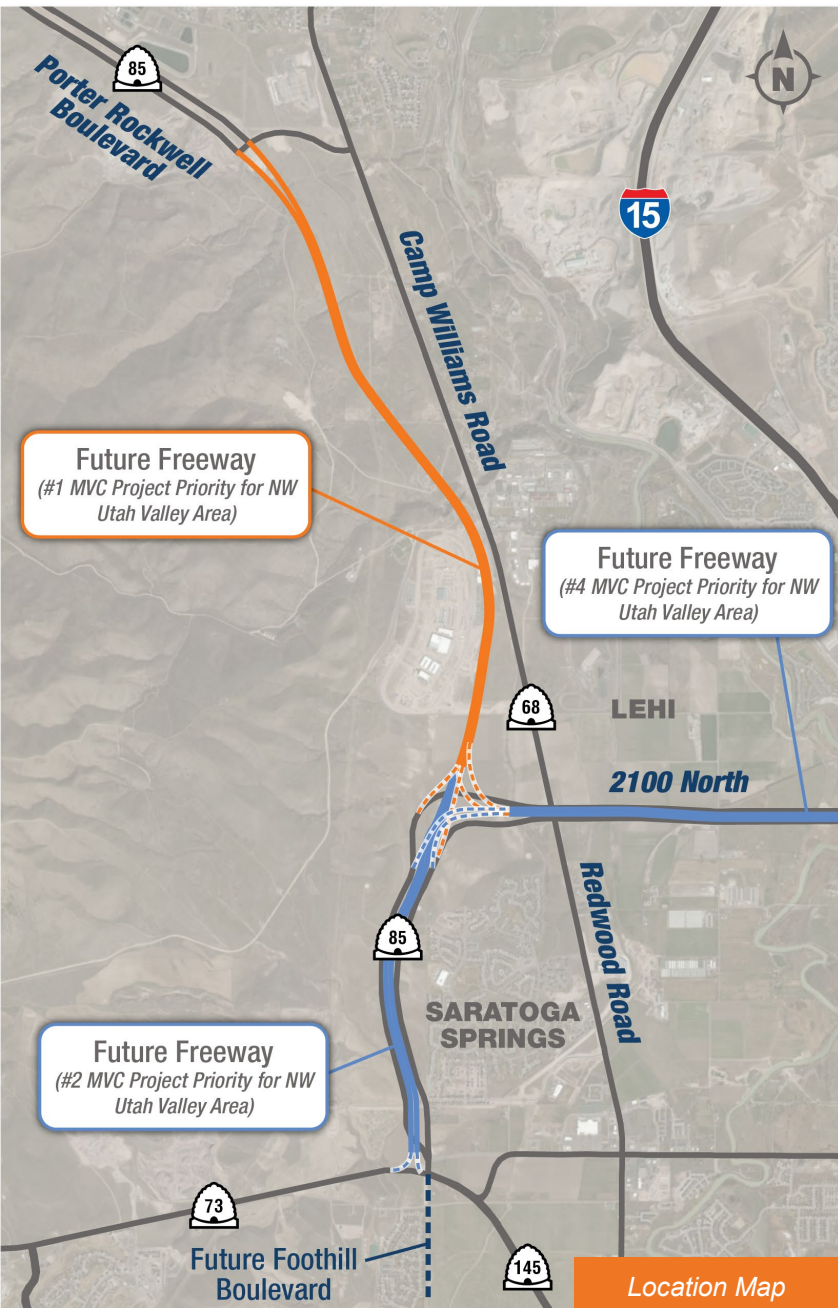 85
N
Porter Rockwell
Boulevard
15
Camp Williams Road
Future Freeway
(#1 MVC Project Priority for NW
Utah Valley Area)
Future Freeway
(#4 MVC Project Priority for NW
Utah Valley Area)
68
LEHI
2100 North
Redwood Road
85
SARATOGA
SPRINGS
Future Freeway
(#2 MVC Project Priority for NW
Utah Valley Area)
73
Future Foothill
Boulevard
145
Location Map